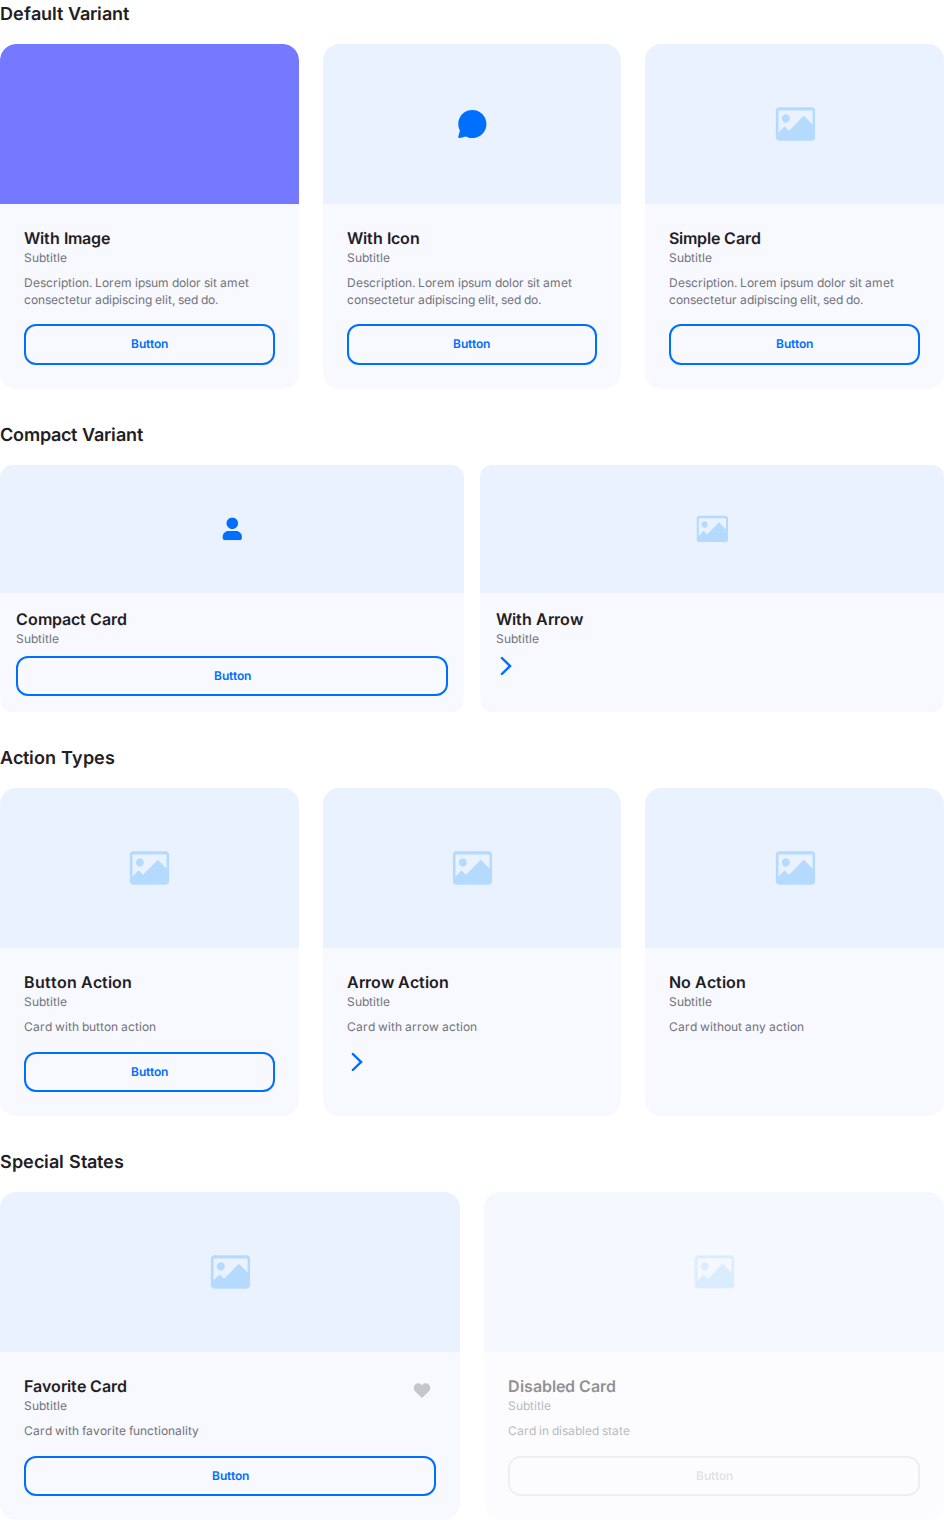 Default Variant
With Image
Subtitle
Description. Lorem ipsum dolor sit amet
consectetur adipiscing elit, sed do.
Button
With Icon
Subtitle
Description. Lorem ipsum dolor sit amet
consectetur adipiscing elit, sed do.
Button
Simple Card
Subtitle
Description. Lorem ipsum dolor sit amet
consectetur adipiscing elit, sed do.
Button
Compact Variant
Compact Card
Subtitle
Button
With Arrow
Subtitle
Action Types
Button Action
Subtitle
Card with button action
Button
Arrow Action
Subtitle
Card with arrow action
No Action
Subtitle
Card without any action
Special States
Favorite Card
Subtitle
Card with favorite functionality
Button
Disabled Card
Subtitle
Card in disabled state
Button